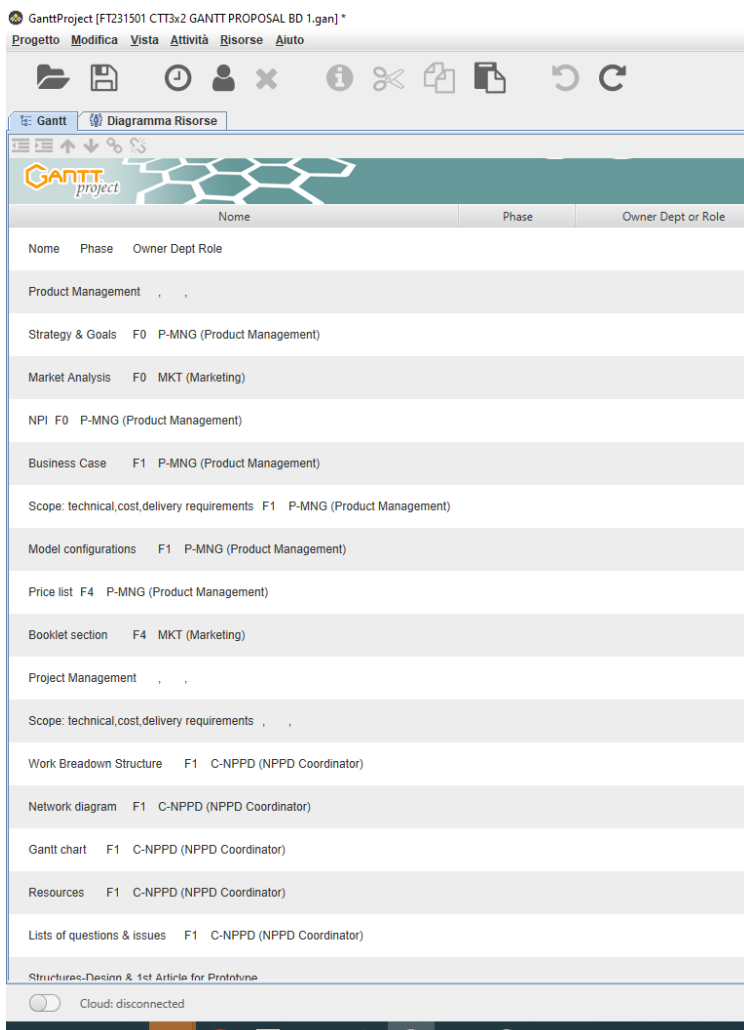 GanttProject [FT231501 CTT3x2 GANTT PROPOSAL BD 1.gan] *
Progetto Modifica Vista Attività Risorse Aiuto
Gantt Diagramma Risorse
GANTT project
Nome Phase Owner Dept or Role
Nome Phase Owner Dept Role
Product Management , ,
Strategy & Goals F0 P-MNG (Product Management)
Market Analysis F0 MKT (Marketing)
NPI F0 P-MNG (Product Management)
Business Case F1 P-MNG (Product Management)
Scope: technical,cost,delivery requirements F1 P-MNG (Product Management)
Model configurations F1 P-MNG (Product Management)
Price list F4 P-MNG (Product Management)
Booklet section F4 MKT (Marketing)
Project Management , ,
Scope: technical,cost,delivery requirements , ,
Work Breadown Structure F1 C-NPPD (NPPD Coordinator)
Network diagram F1 C-NPPD (NPPD Coordinator)
Gantt chart F1 C-NPPD (NPPD Coordinator)
Resources F1 C-NPPD (NPPD Coordinator)
Lists of questions & issues F1 C-NPPD (NPPD Coordinator)
Structures-Design & 1st Article for Prototype
Cloud: disconnected